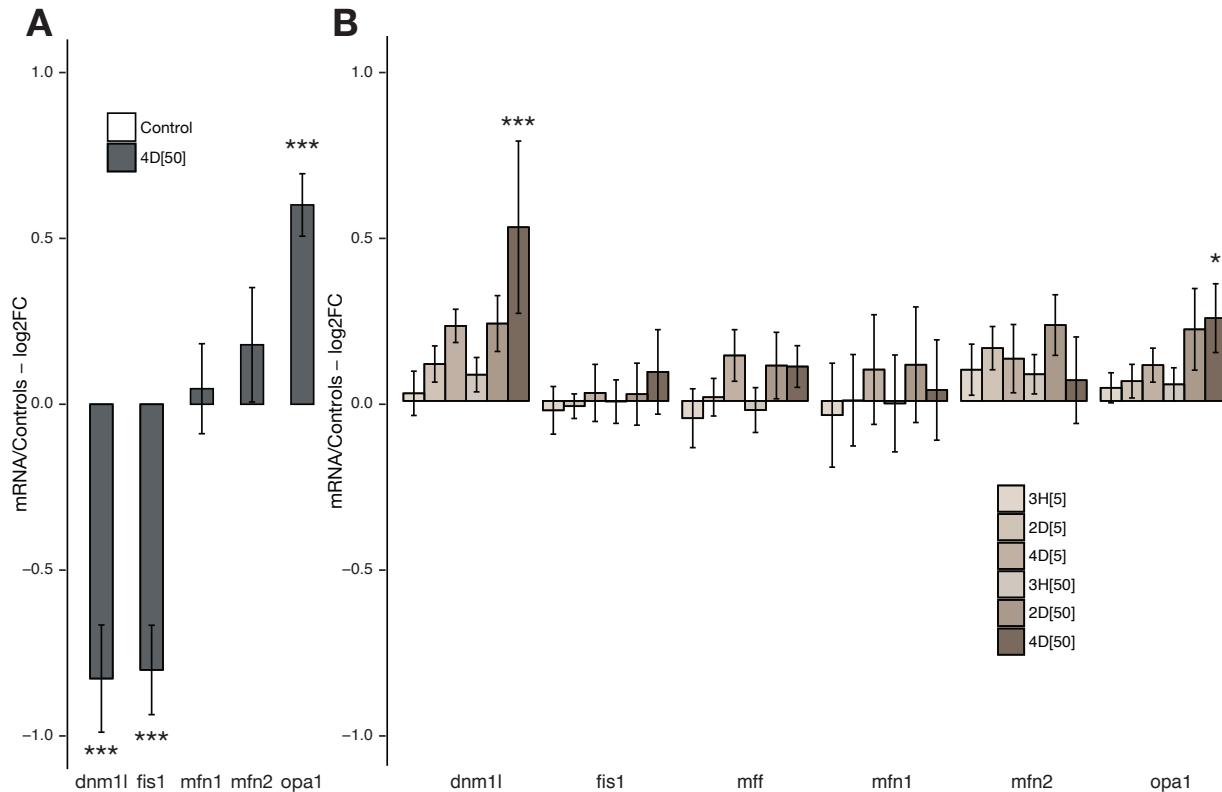 A
mRNA/Controls – log2FC
1.0
0.5
0.0
−0.5
−1.0
Control
4D[50]
***
***
***
dnm1l fis1 mfn1 mfn2 opa1
B
mRNA/Controls – log2FC
1.0
0.5
0.0
−0.5
−1.0
***
*
3H[5]
2D[5]
4D[5]
3H[50]
2D[50]
4D[50]
dnm1l fis1 mff mfn1 mfn2 opa1